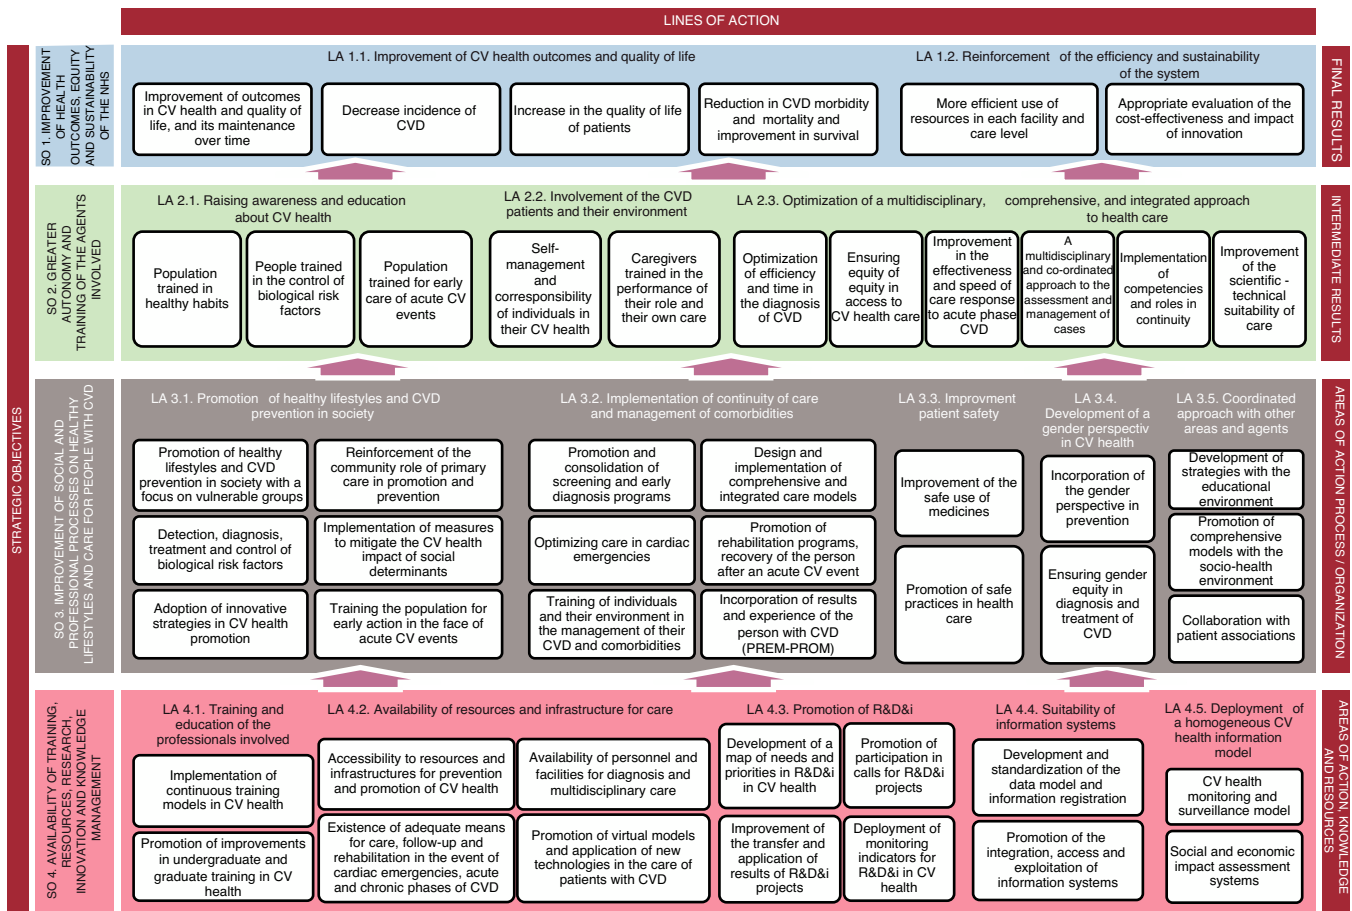 LINES OF ACTION
STRATEGIC OBJECTIVES
SO 1. IMPROVEMENT
OF HEALTH
OUTCOMES, EQUITY
AND SUSTAINABILITY
OF THE NHS
LA 1.1. Improvement of CV health outcomes and quality of life
Improvement of outcomes
in CV health and quality of
life, and its maintenance
over time
Decrease incidence of
CVD
Increase in the quality of life
of patients
Reduction in CVD morbidity
and mortality and
improvement in survival
LA 1.2. Reinforcement of the efficiency and sustainability
of the system
More efficient use of
resources in each facility and
care level
Appropriate evaluation of the
cost-effectiveness and impact
of innovation
FINAL RESULTS
SO 2. GREATER
AUTONOMY AND
TRAINING OF THE AGENTS
INVOLVED
LA 2.1. Raising awareness and education
about CV health
Population
trained in
healthy habits
People trained
in the control of
biological risk
factors
Population
trained for early
care of acute CV
events
LA 2.2. Involvement of the CVD
patients and their environment
Self-
management
and
corresponsibility
of individuals in
their CV health
Caregivers
trained in the
performance of
their role and
their own care
LA 2.3. Optimization of a multidisciplinary, comprehensive, and integrated approach
to health care
Optimization
of efficiency
and time in
the diagnosis
of CVD
Ensuring
equity of
equity in
access to
CV health care
Improvement
in the
effectiveness
and speed of
care response
to acute phase
CVD
A
multidisciplinary
and co-ordinated
approach to the
assessment and
management of
cases
Implementation
of
competencies
and roles in
continuity
Improvement
of the
scientific -
technical
suitability of
care
INTERMEDIATE RESULTS
SO 3. IMPROVEMENT OF SOCIAL AND
PROFESSIONAL PROCESSES ON HEALTHY
LIFESTYLES AND CARE FOR PEOPLE WITH CVD
LA 3.1. Promotion of healthy lifestyles and CVD
prevention in society
Promotion of healthy
lifestyles and CVD
prevention in society with a
focus on vulnerable groups
Reinforcement of the
community role of primary
care in promotion and
prevention
Detection, diagnosis,
treatment and control of
biological risk factors
Implementation of measures
to mitigate the CV health
impact of social
determinants
Adoption of innovative
strategies in CV health
promotion
Training the population for
early action in the face of
acute CV events
LA 3.2. Implementation of continuity of care
and management of comorbidities
Promotion and
consolidation of
screening and early
diagnosis programs
Design and
implementation of
comprehensive and
integrated care models
Optimizing care in cardiac
emergencies
Promotion of
rehabilitation programs,
recovery of the person
after an acute CV event
Training of individuals
and their environment in
the management of their
CVD and comorbidities
Incorporation of results
and experience of the
person with CVD
(PREM-PROM)
LA 3.3. Improvment
patient safety
Improvement of the
safe use of
medicines
Promotion of safe
practices in health
care
LA 3.4.
Development of a
gender perspectiv
in CV health
Incorporation of
the gender
perspective in
prevention
Ensuring gender
equity in
diagnosis and
treatment of
CVD
LA 3.5. Coordinated
approach with other
areas and agents
Development of
strategies with the
educational
environment
Promotion of
comprehensive
models with the
socio-health
environment
Collaboration with
patient associations
AREAS OF ACTION PROCESS / ORGANIZATION
SO 4. AVAILABILITY OF TRAINING,
RESOURCES, RESEARCH,
INNOVATION AND KNOWLEDGE
MANAGEMENT
LA 4.1. Training and
education of the
professionals involved
Implementation of
continuous training
models in CV health
Promotion of improvements
in undergraduate and
graduate training in CV
health
LA 4.2. Availability of resources and infrastructure for care
Accessibility to resources and
infrastructures for prevention
and promotion of CV health
Availability of personnel and
facilities for diagnosis and
multidisciplinary care
Existence of adequate means
for care, follow-up and
rehabilitation in the event of
cardiac emergencies, acute
and chronic phases of CVD
Promotion of virtual models
and application of new
technologies in the care of
patients with CVD
LA 4.3. Promotion of R&D&i
Development of a
map of needs and
priorities in R&D&i
in CV health
Promotion of
participation in
calls for R&D&i
projects
Improvement of
the transfer and
application of
results of R&D&i
projects
Deployment of
monitoring
indicators for
R&D&i in CV
health
LA 4.4. Suitability of
information systems
Development and
standardization of the
data model and
information registration
Promotion of the
integration, access and
exploitation of
information systems
LA 4.5. Deployment of
a homogeneous CV
health information
model
CV health
monitoring and
surveillance model
Social and economic
impact assessment
systems
AREAS OF ACTION, KNOWLEDGE
AND RESOURCES